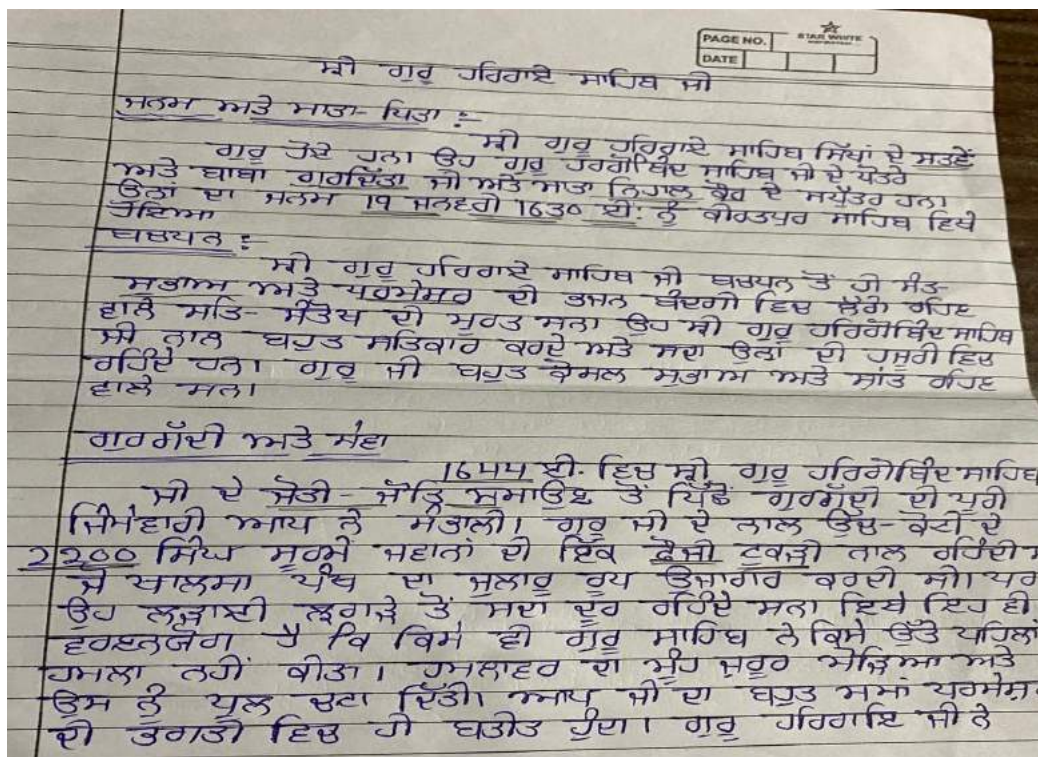 PAGE NO.
DATE
STAR WHITE
ਸ੍ਰੀ ਗੁਰੂ ਹਰਿਰਾਏ ਸਾਹਿਬ ਜੀ
ਜਨਮ ਅਤੇ ਮਾਤਾ-ਪਿਤਾ :-
ਸ੍ਰੀ ਗੁਰੂ ਹਰਿਰਾਏ ਸਾਹਿਬ ਸਿੱਖਾਂ ਦੇ ਸਤਵੇਂ
ਗੁਰੂ ਹੋਏ ਹਨ। ਉਹ ਗੁਰੂ ਹਰਗੋਬਿੰਦ ਸਾਹਿਬ ਜੀ ਦੇ ਪੋਤਰੇ
ਅਤੇ ਬਾਬਾ ਗੁਰਦਿੱਤਾ ਜੀ ਅਤੇ ਮਾਤਾ ਨਿਹਾਲ ਕੌਰ ਦੇ ਸਪੁੱਤਰ ਹਨ।
ਉਨਾਂ ਦਾ ਜਨਮ 19 ਜਨਵਰੀ 1630 ਈ: ਨੂੰ ਕੀਰਤਪੁਰ ਸਾਹਿਬ ਵਿਖੇ
ਹੋਇਆ
ਬਚਪਨ :-
ਸ੍ਰੀ ਗੁਰੂ ਹਰਿਰਾਏ ਸਾਹਿਬ ਜੀ ਬਚਪਨ ਤੋਂ ਹੀ ਸੰਤ-
ਸੁਭਾਅ ਅਤੇ ਪਰਮੇਸਰ ਦੀ ਭਜਨ ਬੰਦਗੀ ਵਿਚ ਲੱਗੇ ਰਹਿਣ
ਵਾਲੇ ਸਤਿ-ਸੰਤੋਖ ਦੀ ਮੂਰਤ ਸਨ। ਉਹ ਸ੍ਰੀ ਗੁਰੂ ਹਰਿਗੋਬਿੰਦ ਸਾਹਿਬ
ਜੀ ਨਾਲ ਬਹੁਤ ਸਤਿਕਾਰ ਕਰਦੇ ਅਤੇ ਸਦਾ ਉਨਾਂ ਦੀ ਹਜੂਰੀ ਵਿਚ
ਰਹਿੰਦੇ ਹਨ। ਗੁਰੂ ਜੀ ਬਹੁਤ ਕੋਮਲ ਸੁਭਾਅ ਅਤੇ ਸ਼ਾਂਤ ਰਹਿਣ
ਵਾਲੇ ਸਨ।
ਗੁਰਗੱਦੀ ਅਤੇ ਸੇਵਾ
1644 ਈ. ਵਿਚ ਸ੍ਰੀ ਗੁਰੂ ਹਰਿਗੋਬਿੰਦ ਸਾਹਿਬ
ਜੀ ਦੇ ਜੋਤੀ-ਜੋਤਿ ਸਮਾਉਣ ਤੋਂ ਪਿੱਛੋਂ ਗੁਰਗੱਦੀ ਦੀ ਪੂਰੀ
ਜਿੰਮੇਵਾਰੀ ਆਪ ਨੇ ਸੰਭਾਲੀ। ਗੁਰੂ ਜੀ ਦੇ ਨਾਲ ਉੱਚ-ਕੋਟੀ ਦੇ
2200 ਸਿੱਖ ਸੂਰਮੇ ਜਵਾਨਾਂ ਦੀ ਇਕ ਫੌਜੀ ਟੁਕੜੀ ਨਾਲ ਰਹਿੰਦੀ
ਜੋ ਖਾਲਸਾ ਪੰਥ ਦਾ ਜੁਝਾਰੂ ਰੂਪ ਉਜਾਗਰ ਕਰਦੀ ਸੀ। ਪਰ
ਉਹ ਲੜਾਈ ਝਗੜੇ ਤੋਂ ਸਦਾ ਦੂਰ ਰਹਿੰਦੇ ਸਨ। ਇਥੇ ਇਹ ਵੀ
ਵਰਣਨਯੋਗ ਹੈ ਕਿ ਕਿਸੇ ਵੀ ਗੁਰੂ ਸਾਹਿਬ ਨੇ ਕਿਸੇ ਉੱਤੇ ਪਹਿਲਾਂ
ਹਮਲਾ ਨਹੀਂ ਕੀਤਾ। ਹਮਲਾਵਰ ਦਾ ਮੂੰਹ ਜ਼ਰੂਰ ਮੋੜਿਆ ਅਤੇ
ਉਸ ਨੂੰ ਧੂਲ ਚਟਾ ਦਿੱਤੀ। ਆਪ ਜੀ ਦਾ ਬਹੁਤ ਸਮਾਂ ਪਰਮੇਸ਼
ਦੀ ਭਗਤੀ ਵਿਚ ਹੀ ਬਤੀਤ ਹੁੰਦਾ। ਗੁਰੂ ਹਰਿਰਾਇ ਜੀ ਨੇ